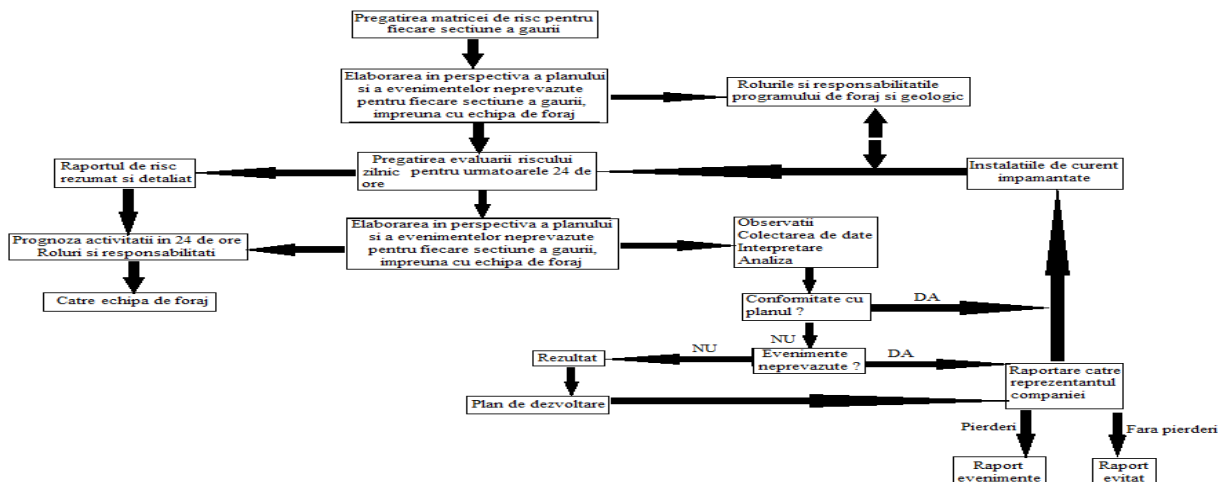 Pregatirea matricei de risc pentru
fiecare sectiune a gaurii
Elaborarea in perspectiva a planului
si a evenimentelor neprevazute
pentru fiecare sectiune a gaurii,
impreuna cu echipa de foraj
Rolurile si responsabilitatile
programului de foraj si geologic
Raportul de risc
rezumat si detaliat
Pregatirea evaluarii riscului
zilnic pentru urmatoarele 24 de
ore
Instalatiile de curent
impamantate
Prognoza activitatii in 24 de ore
Roluri si responsabilitati
Elaborarea in perspectiva a planului
si a evenimentelor neprevazute
pentru fiecare sectiune a gaurii,
impreuna cu echipa de foraj
Observatii
Colectarea de date
Interpretare
Analiza
Catre echipa de foraj
Conformitate cu
planul ?
DA
NU
Rezultat
NU
Evenimente
neprevazute ?
DA
Raportare catre
reprezentantul
companiei
Plan de dezvoltare
Pierderi
Fara pierderi
Raport
evenimente
Raport
evitat